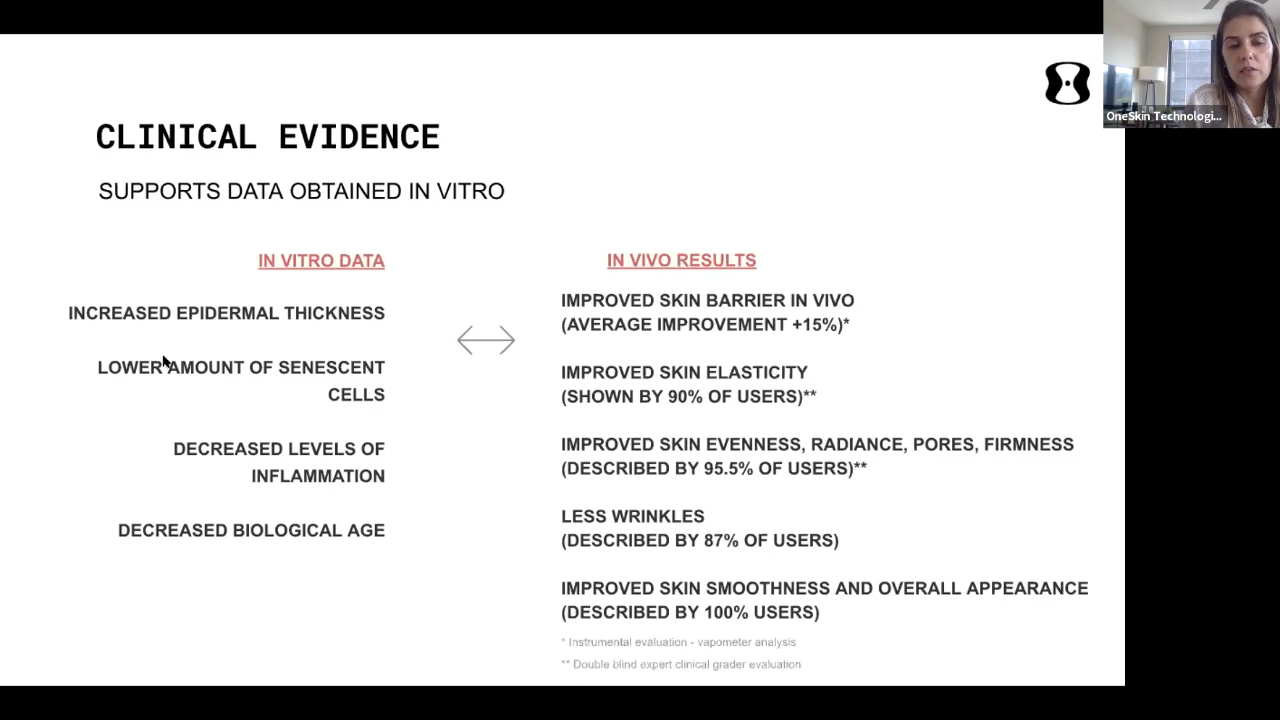 CLINICAL EVIDENCE
SUPPORTS DATA OBTAINED IN VITRO
IN VITRO DATA
INCREASED EPIDERMAL THICKNESS
LOWER AMOUNT OF SENESCENT
CELLS
DECREASED LEVELS OF
INFLAMMATION
DECREASED BIOLOGICAL AGE
IN VIVO RESULTS
IMPROVED SKIN BARRIER IN VIVO
(AVERAGE IMPROVEMENT +15%)*
IMPROVED SKIN ELASTICITY
(SHOWN BY 90% OF USERS)**
IMPROVED SKIN EVENNESS, RADIANCE, PORES, FIRMNESS
(DESCRIBED BY 95.5% OF USERS)**
LESS WRINKLES
(DESCRIBED BY 87% OF USERS)
IMPROVED SKIN SMOOTHNESS AND OVERALL APPEARANCE
(DESCRIBED BY 100% USERS)
* Instrumental evaluation - vapometer analysis
** Double blind expert clinical grader evaluation
OneSkin Technologi...